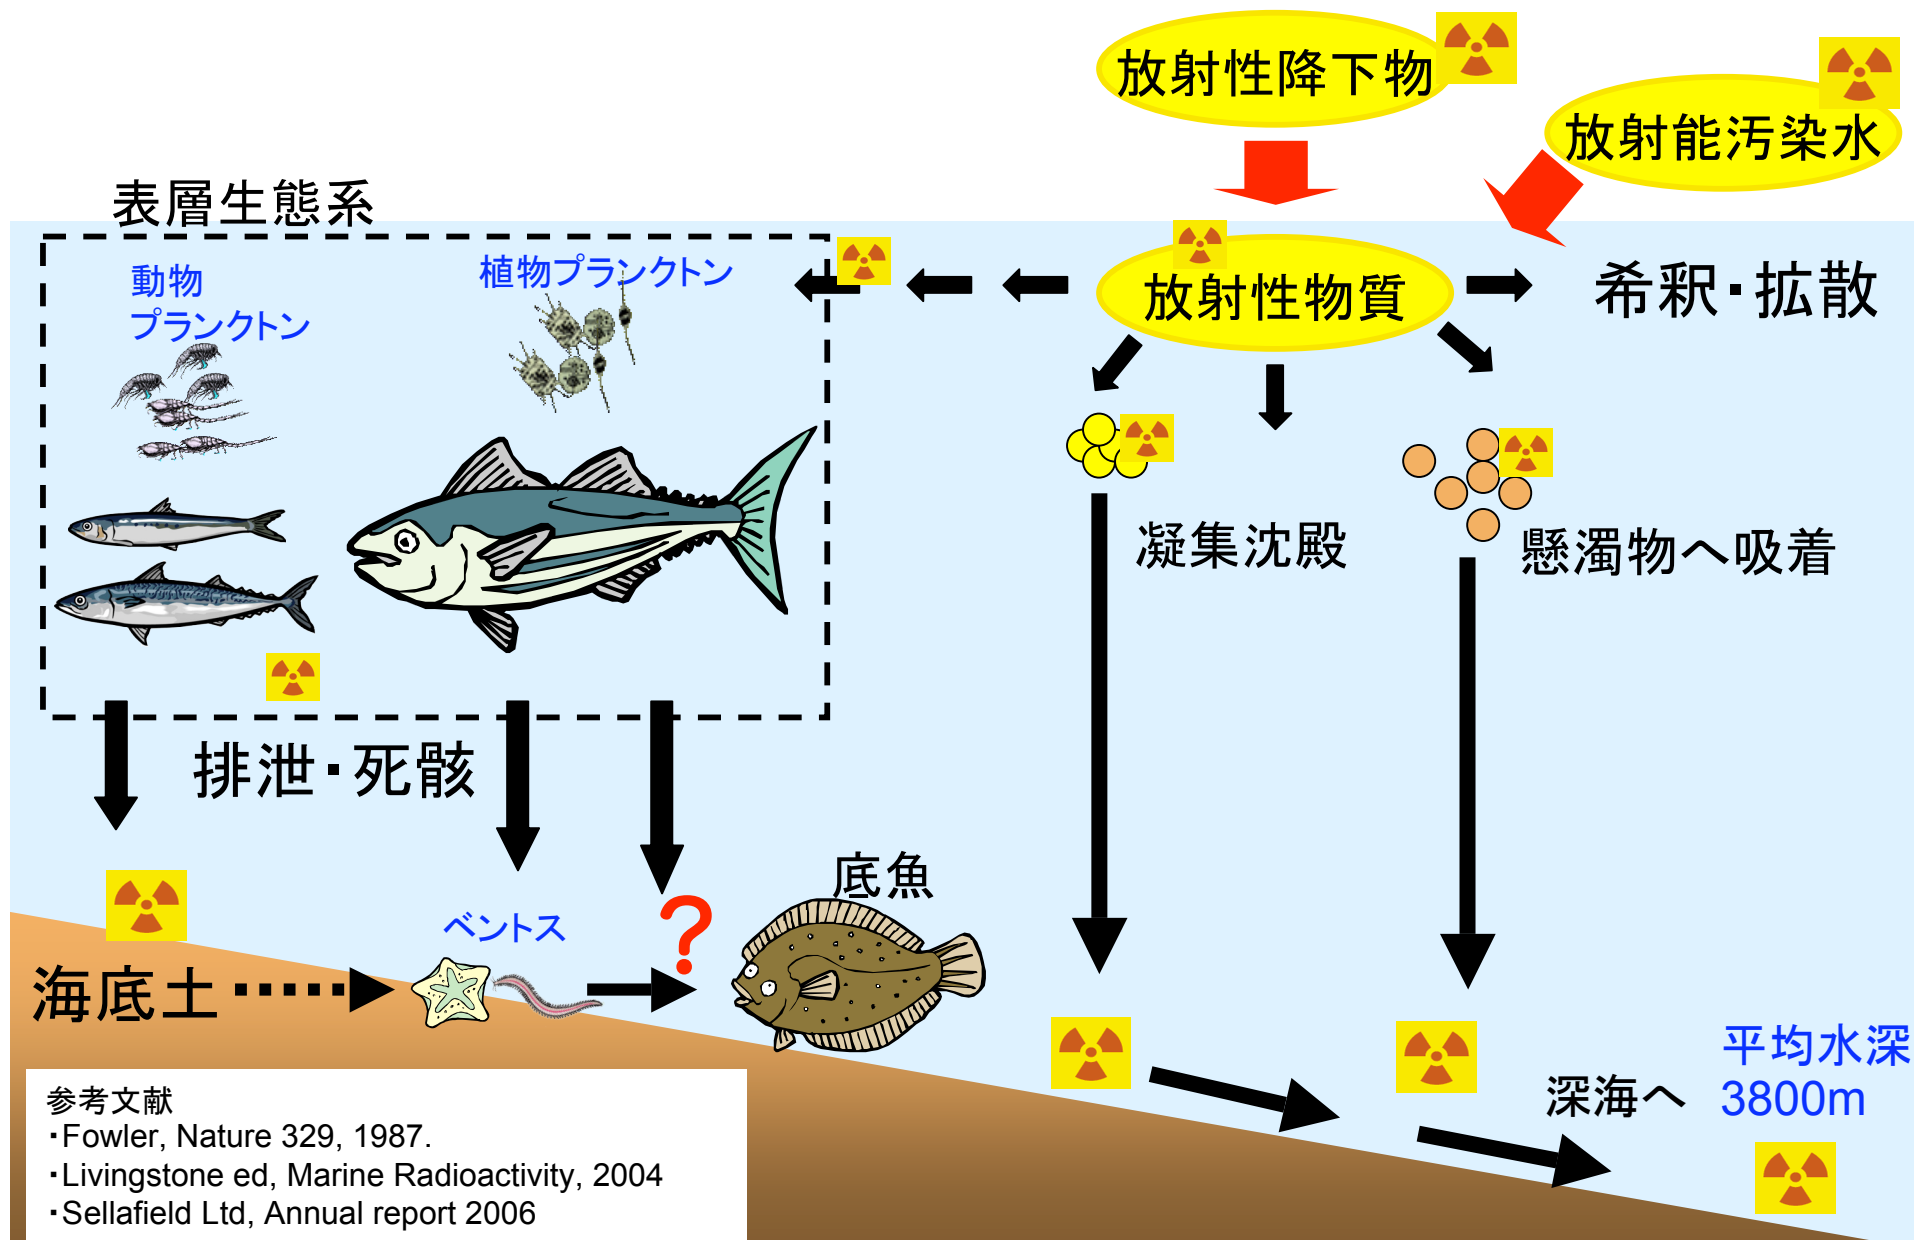 放射性降下物
放射能汚染水
表層生態系
動物
プランクトン
植物プランクトン
放射性物質
希釈・拡散
凝集沈殿
懸濁物へ吸着
排泄・死骸
底魚
ベントス
?
海底土
平均水深
3800m
深海へ
参考文献
・Fowler, Nature 329, 1987.
・Livingstone ed, Marine Radioactivity, 2004
・Sellafield Ltd, Annual report 2006